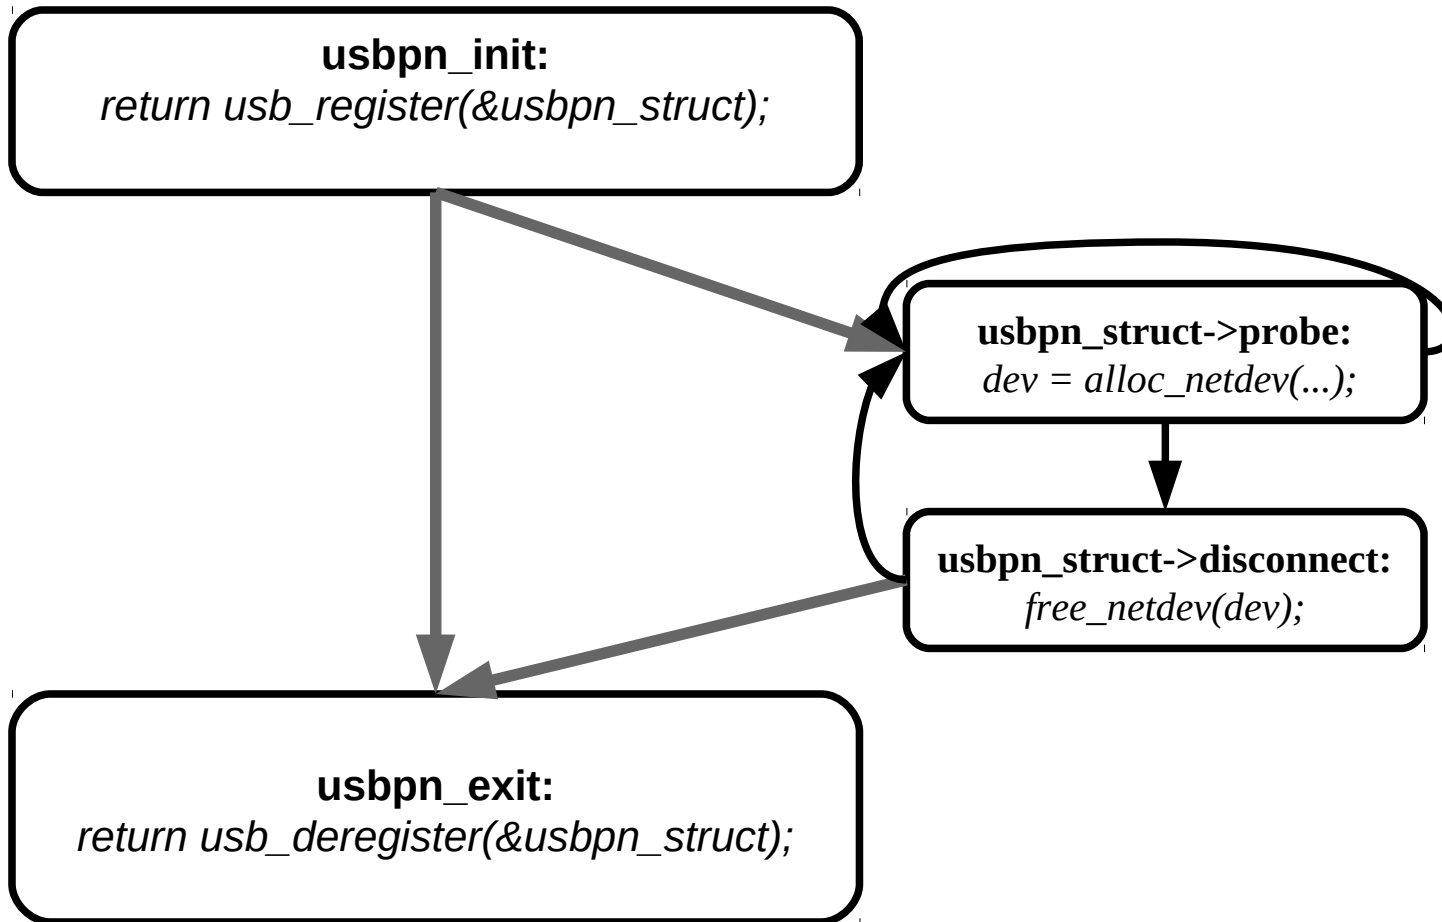 usbpn_init:
return usb_register(&usbpn_struct);
usbpn_struct->probe:
dev = alloc_netdev(...);
usbpn_struct->disconnect:
free_netdev(dev);
usbpn_exit:
return usb_deregister(&usbpn_struct);